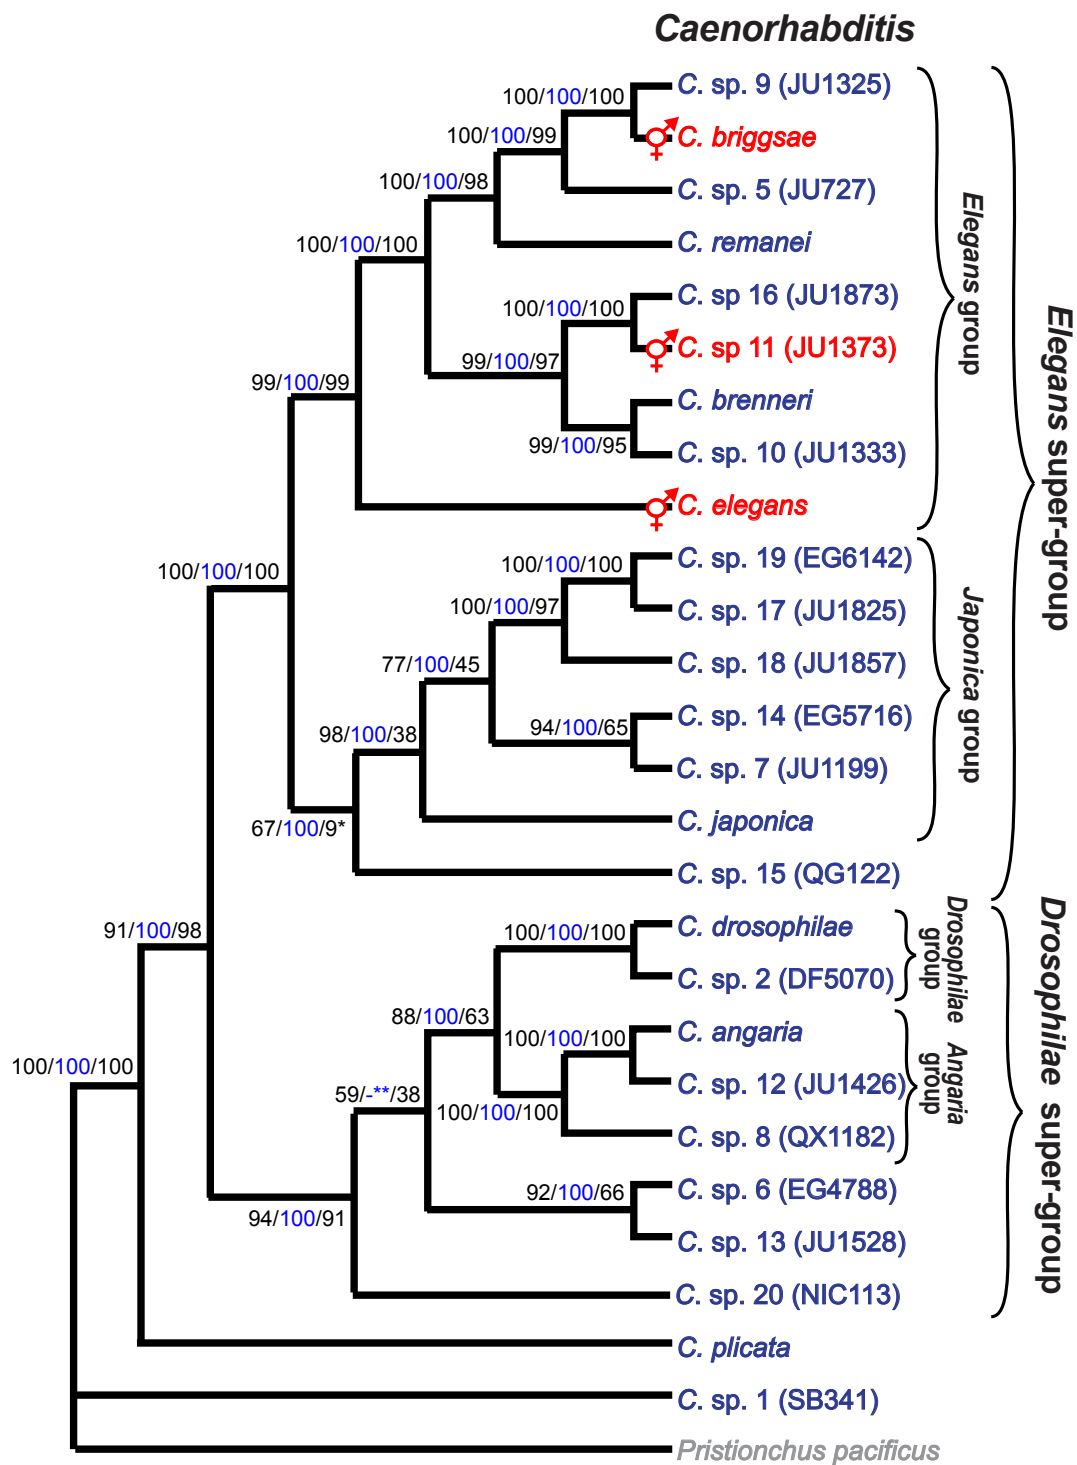 Caenorhabditis
100/100/100
C. sp. 9 (JU1325)
100/100/99
C. briggsae
100/100/98
C. sp. 5 (JU727)
100/100/100
C. remanei
C. sp 16 (JU1873)
100/100/100
C. sp 11 (JU1373)
99/100/97
99/100/99
C. brenneri
99/100/95
C. sp. 10 (JU1333)
C. elegans
Elegans group
Elegans super-group
100/100/100
100/100/100
C. sp. 19 (EG6142)
100/100/97
C. sp. 17 (JU1825)
77/100/45
C. sp. 18 (JU1857)
98/100/38
94/100/65
C. sp. 14 (EG5716)
C. sp. 7 (JU1199)
67/100/9*
C. japonica
Japonica group
C. sp. 15 (QG122)
91/100/98
100/100/100
C. drosophilae
C. sp. 2 (DF5070)
Drosophilae
group
88/100/63
100/100/100
C. angaria
100/100/100
59/-**/38
C. sp. 12 (JU1426)
100/100/100
C. sp. 8 (QX1182)
Angaria
group
92/100/66
C. sp. 6 (EG4788)
94/100/91
C. sp. 13 (JU1528)
C. sp. 20 (NIC113)
Drosophilae super-group
C. plicata
C. sp. 1 (SB341)
Pristionchus pacificus